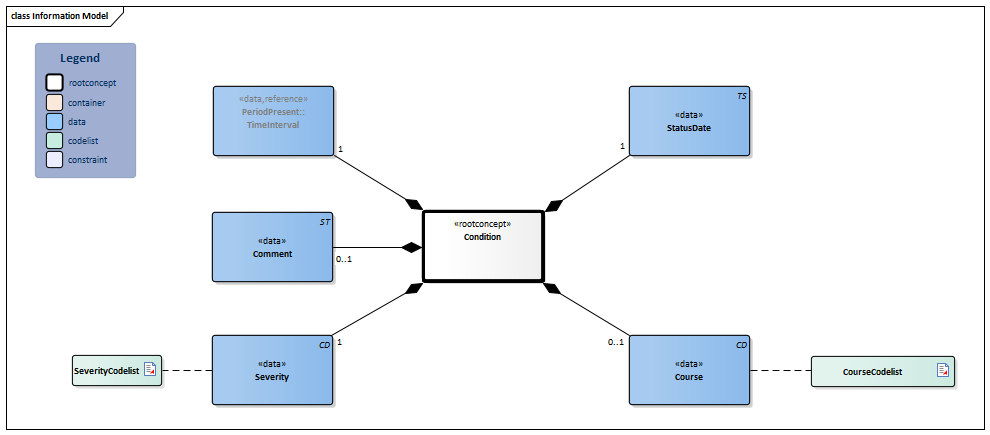 class Information Model
Legend
rootconcept
container
data
codelist
constraint
«data,reference»
PeriodPresent::
TimeInterval
1
TS
«data»
StatusDate
1
ST
«data»
Comment
0..1
«rootconcept»
Condition
CD
«data»
Severity
1
SeverityCodelist
CD
«data»
Course
0..1
CourseCodelist